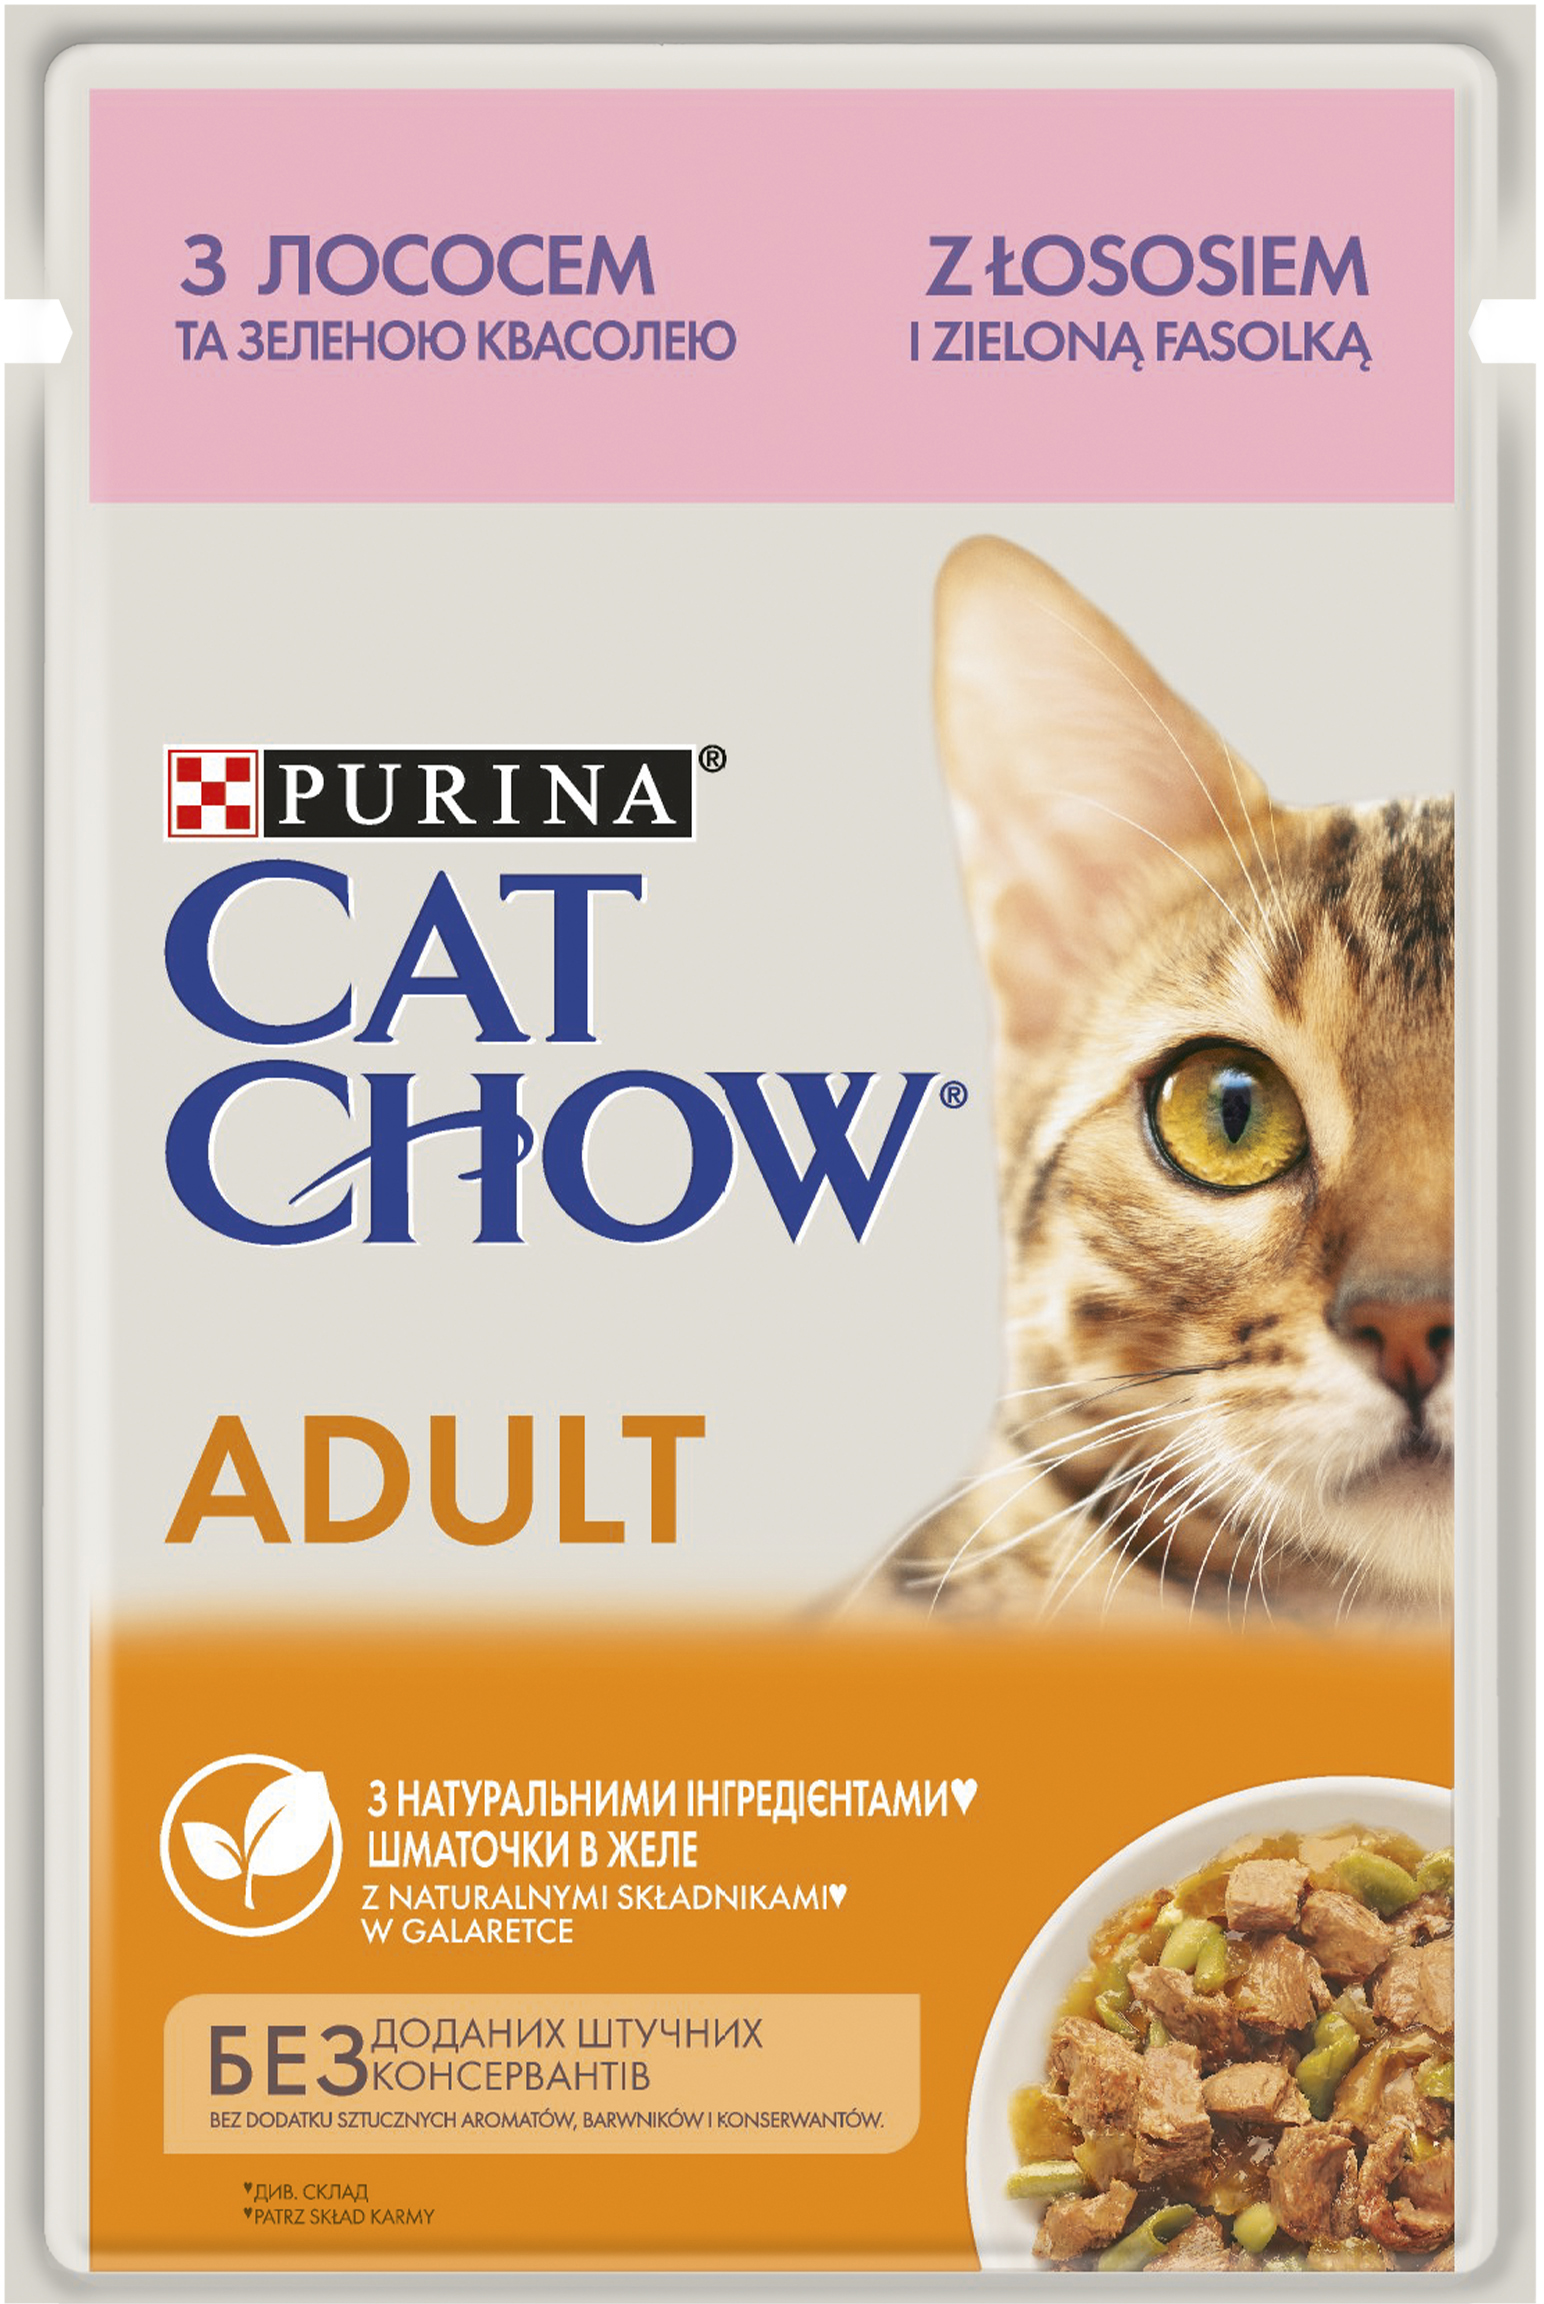 З ЛОСОСЕМ
ТА ЗЕЛЕНОЮ КВАСОЛЕЮ
Z ŁOSOSIEM
I ZIELONĄ FASOLKĄ
PURINA®
CAT
CHOW®
ADULT
З НАТУРАЛЬНИМИ ІНГРЕДІЄНТАМИ♥
ШМАТОЧКИ В ЖЕЛЕ
Z NATURALNYMI SKŁADNIKAMI♥
W GALARETCE
БЕЗ ДОДАНИХ ШТУЧНИХ
КОНСЕРВАНТІВ
BEZ DODATKU SZTUCZNYCH AROMATÓW, BARWNIKÓW I KONSERWANTÓW.
♥ДИВ. СКЛАД
♥PATRZ SKŁAD KARMY